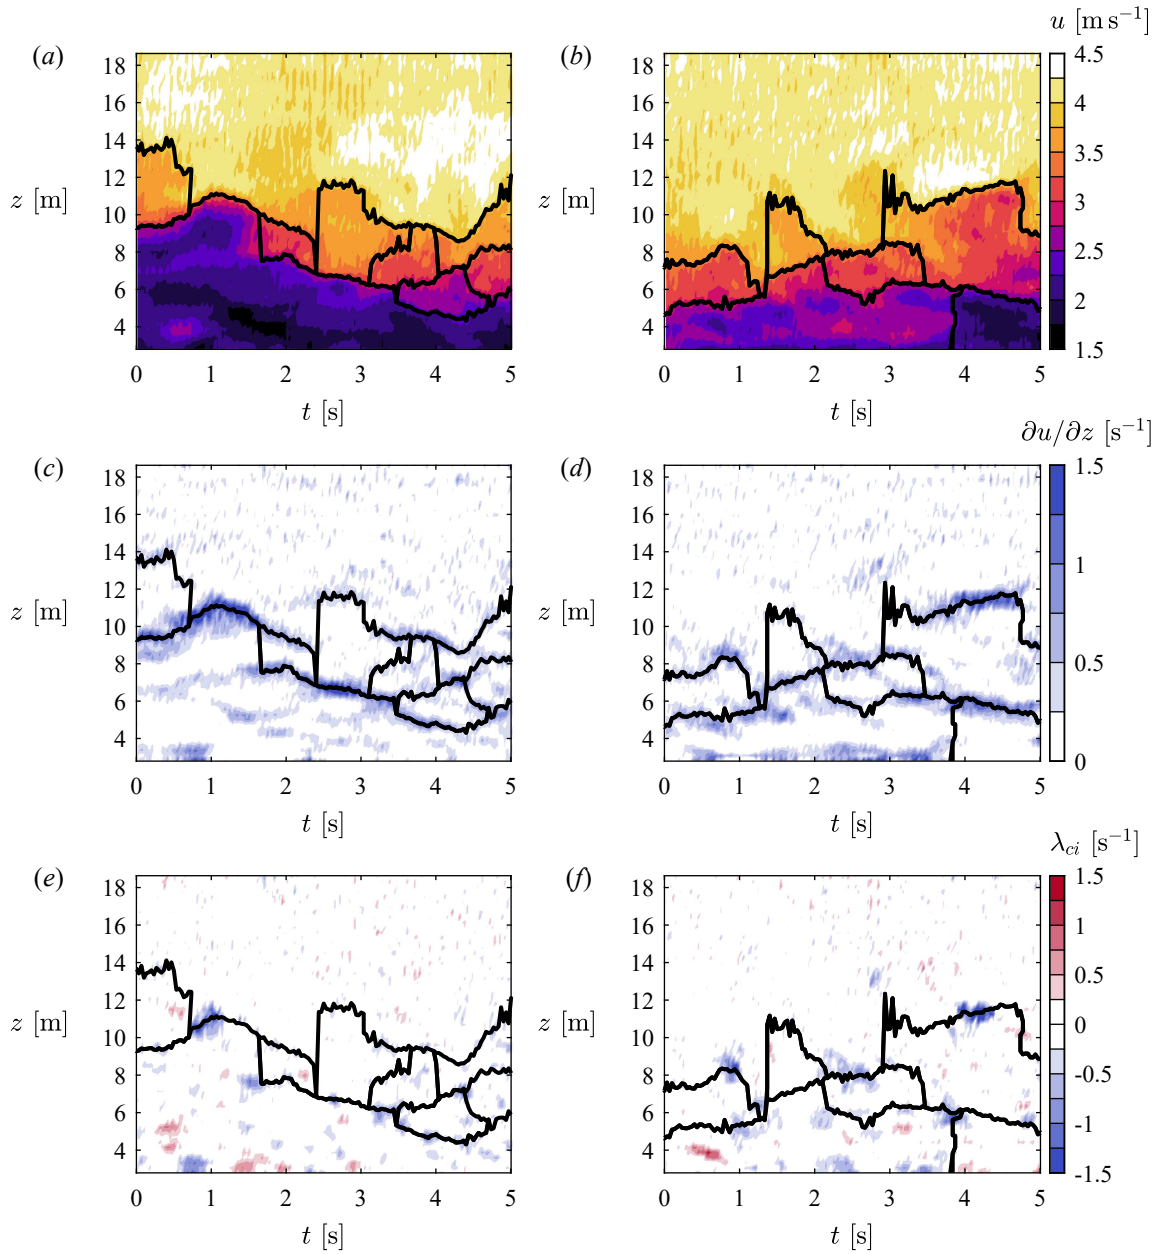 u [m s⁻¹]
(a) (b)
18 18 4.5
16 16 4
14 14 3.5
z [m] 12 z [m] 12 3
10 10
8 8 2.5
6 6 2
4 4
1.5
0 1 2 3 4 5 0 1 2 3 4 5
t [s] t [s]
∂u/∂z [s⁻¹]
(c) (d)
18 18 1.5
16 16
14 14 1
z [m] 12 z [m] 12
10 10
8 8 0.5
6 6
4 4
0
0 1 2 3 4 5 0 1 2 3 4 5
t [s] t [s]
λci [s⁻¹]
(e) (f)
18 18 1.5
16 16 1
14 14 0.5
z [m] 12 z [m] 12
10 10 0
8 8 -0.5
6 6 -1
4 4
-1.5
0 1 2 3 4 5 0 1 2 3 4 5
t [s] t [s]